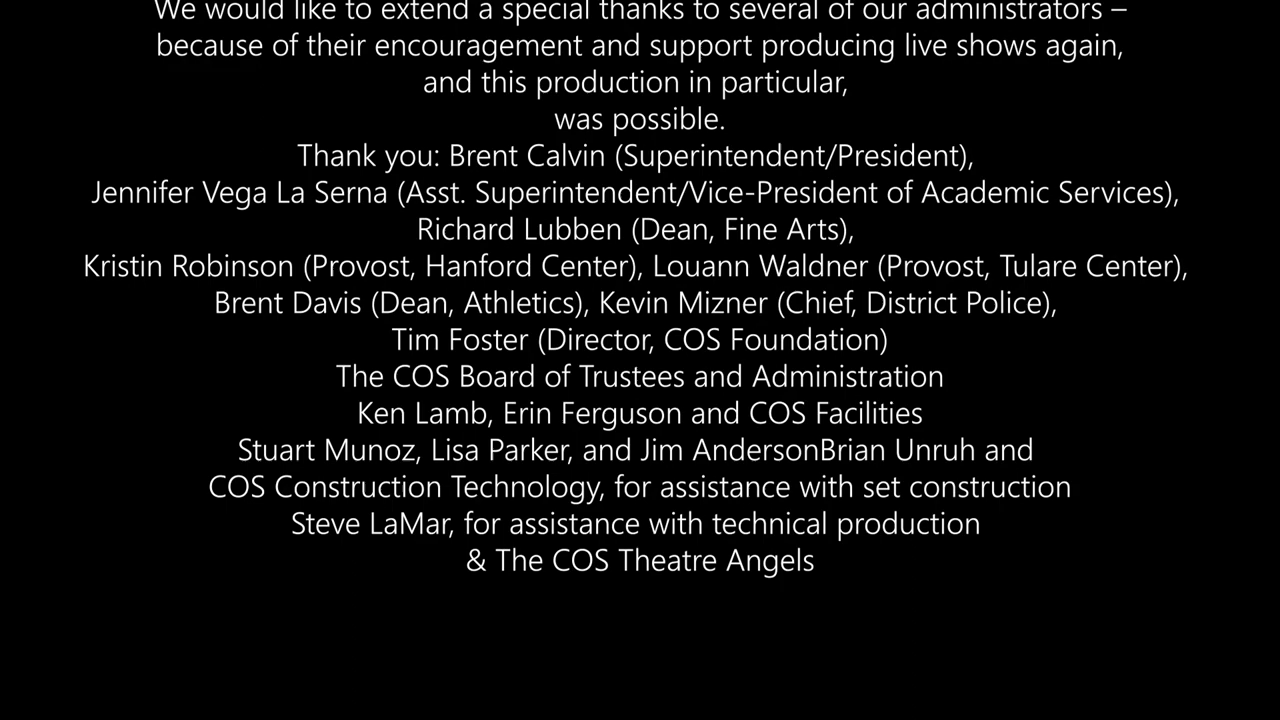 We would like to extend a special thanks to several of our administrators –
because of their encouragement and support producing live shows again,
and this production in particular,
was possible.
Thank you: Brent Calvin (Superintendent/President),
Jennifer Vega La Serna (Asst. Superintendent/Vice-President of Academic Services),
Richard Lubben (Dean, Fine Arts),
Kristin Robinson (Provost, Hanford Center), Louann Waldner (Provost, Tulare Center),
Brent Davis (Dean, Athletics), Kevin Mizner (Chief, District Police),
Tim Foster (Director, COS Foundation)
The COS Board of Trustees and Administration
Ken Lamb, Erin Ferguson and COS Facilities
Stuart Munoz, Lisa Parker, and Jim AndersonBrian Unruh and
COS Construction Technology, for assistance with set construction
Steve LaMar, for assistance with technical production
& The COS Theatre Angels